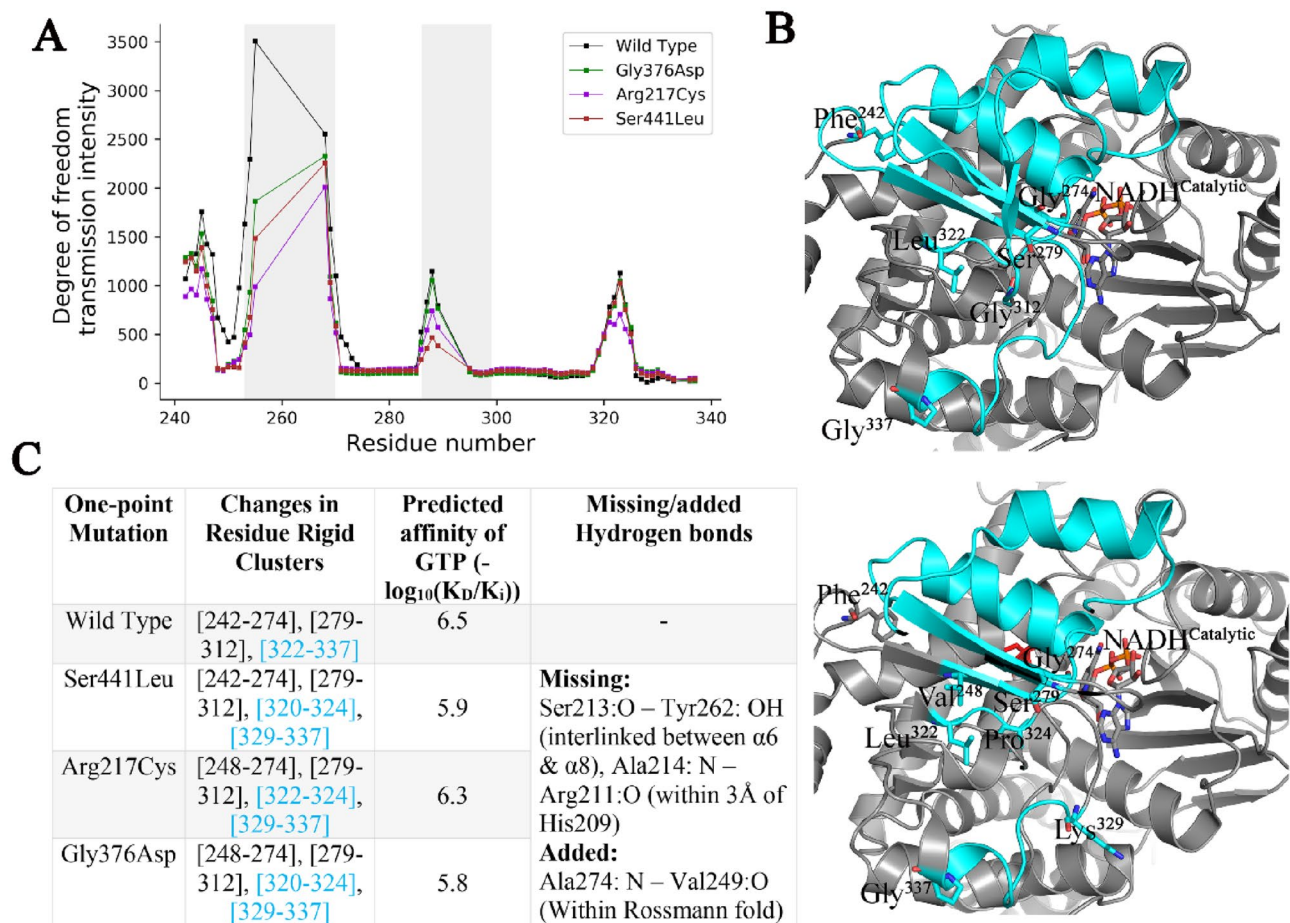 A
Degree of freedom
transmission intensity
3500
3000
2500
2000
1500
1000
500
0
240
260
280
300
320
340
Residue number
Wild Type
Gly376Asp
Arg217Cys
Ser441Leu
B
Phe²⁴²
Gly²⁷⁴
NADHᶜᵃᵗᵃˡʸᵗⁱᶜ
Leu³²²
Ser²⁷⁹
Gly³¹²
Gly³³⁷
C
One-point Mutation
Changes in Residue Rigid Clusters
Predicted affinity of GTP (-log₁₀(K_D/K_i))
Missing/added Hydrogen bonds
Wild Type
[242-274], [279-
312], [322-337]
6.5
-
Ser441Leu
[242-274], [279-
312], [320-324],
[329-337]
5.9
Arg217Cys
[248-274], [279-
312], [322-324],
[329-337]
6.3
Gly376Asp
[248-274], [279-
312], [320-324],
[329-337]
5.8
Missing:
Ser213:O – Tyr262: OH
(interlinked between α6
& α8), Ala214: N –
Arg211:O (within 3Å of
His209)
Added:
Ala274: N – Val249:O
(Within Rossmann fold)
Phe²⁴²
Gly²⁷⁴
NADHᶜᵃᵗᵃˡʸᵗⁱᶜ
Val²⁴⁸
Ser²⁷⁹
Leu³²²
Pro³²⁴
Lys³²⁹
Gly³³⁷